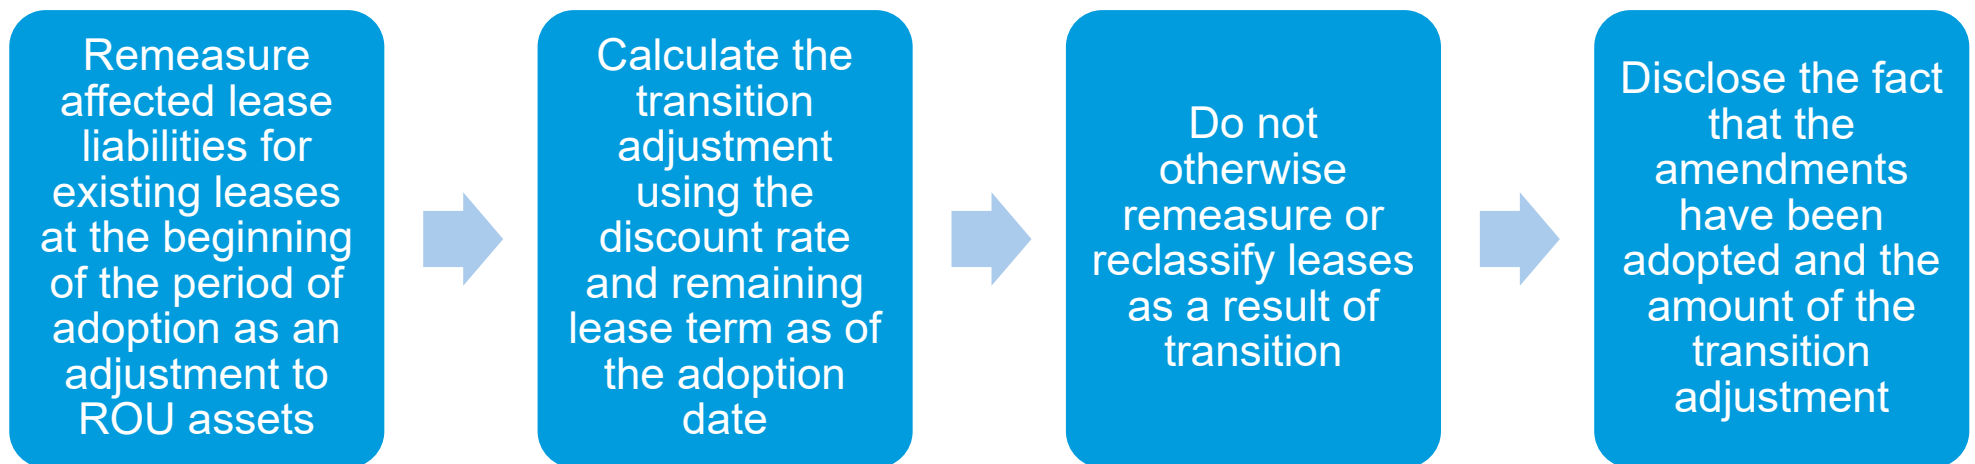 Remeasure
affected lease
liabilities for
existing leases
at the beginning
of the period of
adoption as an
adjustment to
ROU assets
Calculate the
transition
adjustment
using the
discount rate
and remaining
lease term as of
the adoption
date
Do not
otherwise
remeasure or
reclassify leases
as a result of
transition
Disclose the fact
that the
amendments
have been
adopted and the
amount of the
transition
adjustment